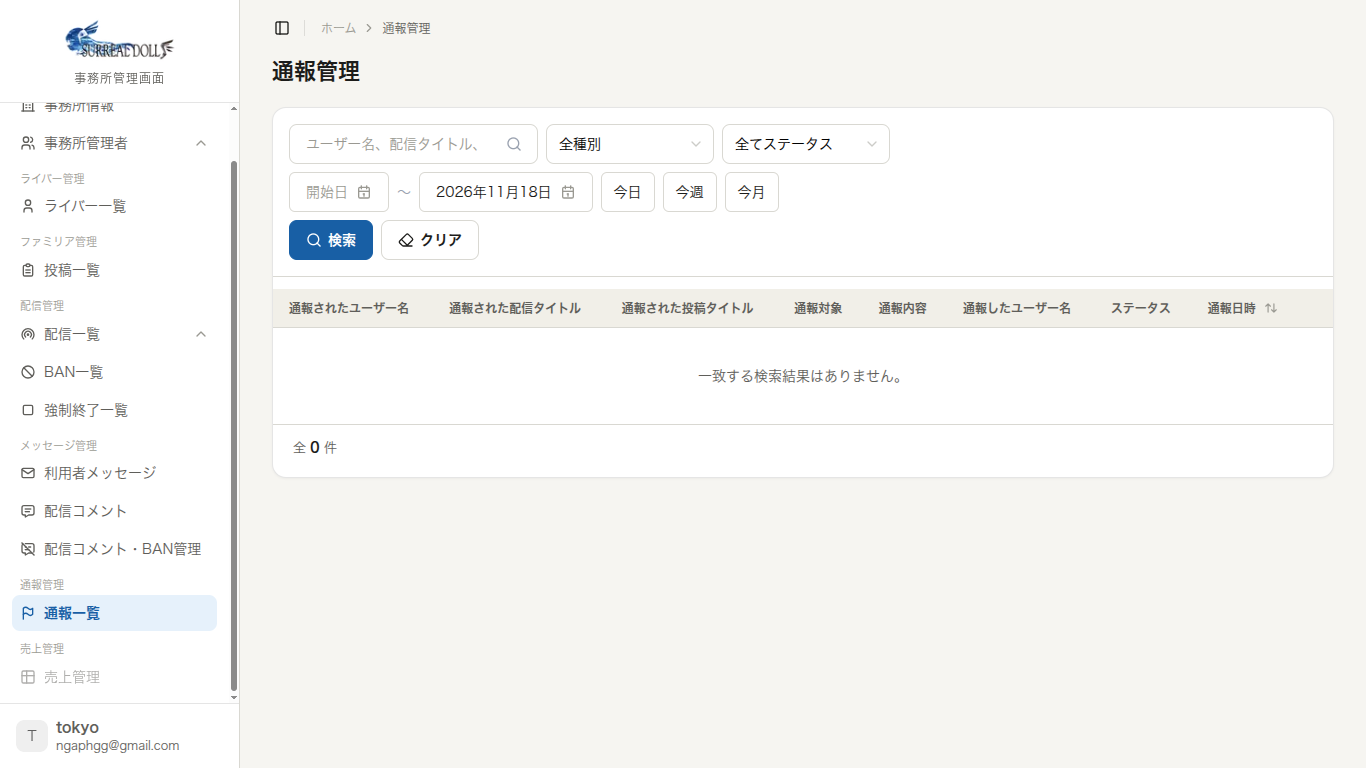 SURREAL DOLLS
事務所管理画面
事務所情報
事務所管理者
ライバー管理
ライバー一覧
ファミリア管理
投稿一覧
配信管理
配信一覧
BAN一覧
強制終了一覧
メッセージ管理
利用者メッセージ
配信コメント
配信コメント・BAN管理
通報管理
通報一覧
売上管理
売上管理
T
tokyo
ngaphgg@gmail.com
ホーム > 通報管理
通報管理
ユーザー名、配信タイトル、 全種別 全てステータス
開始日 ～ 2026年11月18日 今日 今週 今月
検索 クリア
通報されたユーザー名 通報された配信タイトル 通報された投稿タイトル 通報対象 通報内容 通報したユーザー名 ステータス 通報日時
一致する検索結果はありません。
全 0 件